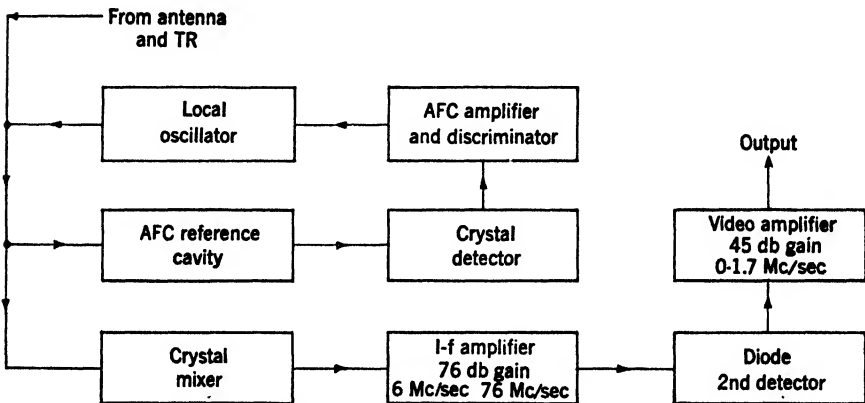 From antenna
and TR
Local
oscillator
AFC amplifier
and discriminator
Output
AFC reference
cavity
Crystal
detector
Video amplifier
45 db gain
0-1.7 Mc/sec
Crystal
mixer
I-f amplifier
76 db gain
6 Mc/sec 76 Mc/sec
Diode
2nd detector